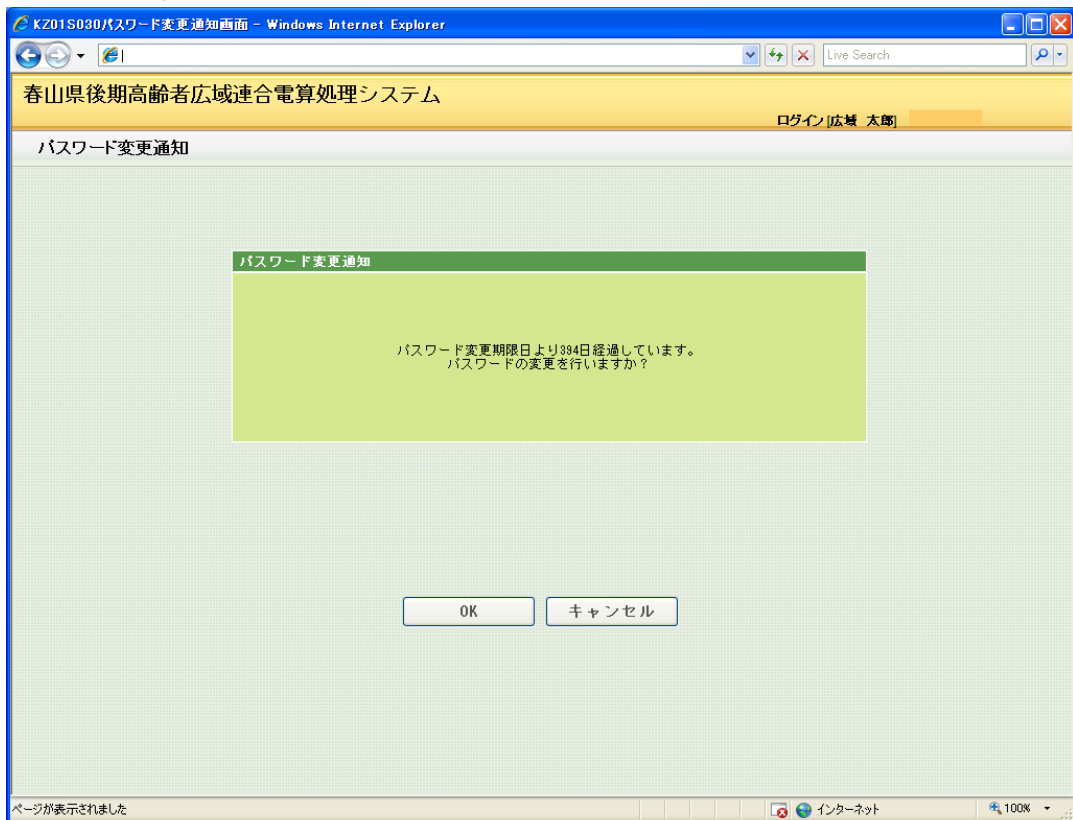 KZ01S030パスワード変更通知画面 - Windows Internet Explorer
Live Search
春山県後期高齢者広域連合電算処理システム
ログイン [広域 太郎]
パスワード変更通知
パスワード変更通知
パスワード変更期限日より394日経過しています。
パスワードの変更を行いますか？
OK キャンセル
ページが表示されました インターネット 100%